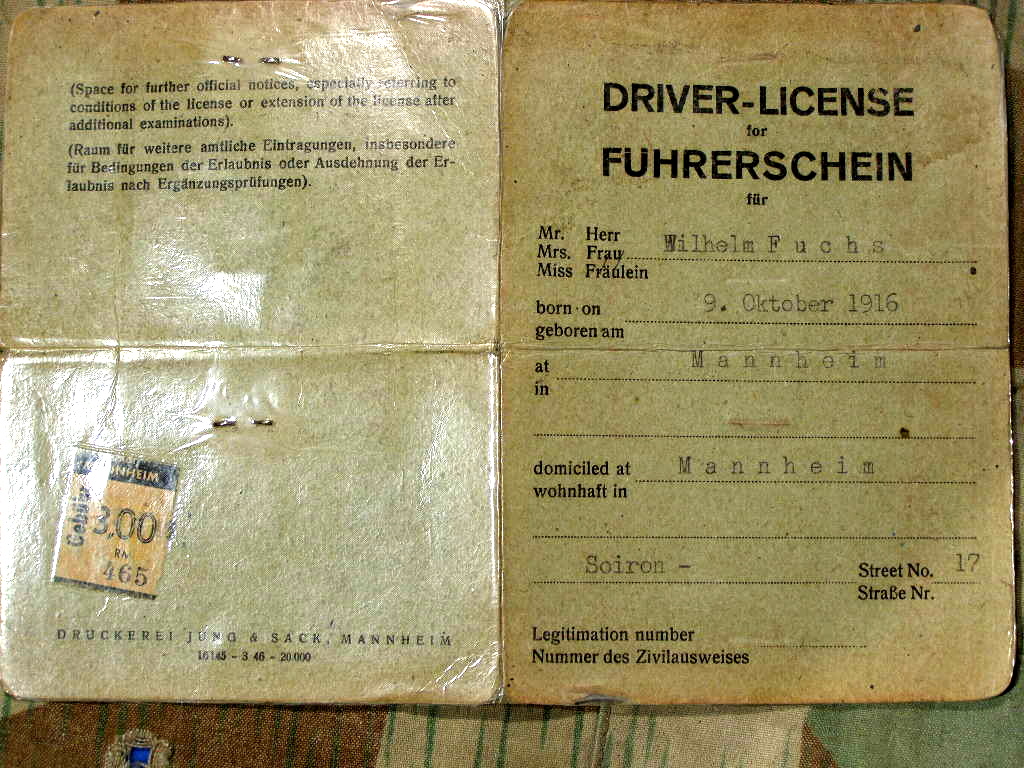 (Space for further official notices, especially referring to
conditions of the license or extension of the license after
additional examinations).
(Raum für weitere amtliche Eintragungen, insbesondere
für Bedingungen der Erlaubnis oder Ausdehnung der Er-
laubnis nach Ergänzungsprüfungen).
MANNHEIM
Gebühr
3,00
RM
465
DRUCKEREI JUNG & SACK, MANNHEIM
16145 - 3 46 - 20 000
DRIVER-LICENSE
for
FÜHRERSCHEIN
für
Mr. Herr
Mrs. Frau Wilhelm Fuchs
Miss Fräulein
born on 9. Oktober 1916
geboren am
at Mannheim
in
domiciled at Mannheim
wohnhaft in
Soiron - Street No. 17
Straße Nr.
Legitimation number
Nummer des Zivilausweises